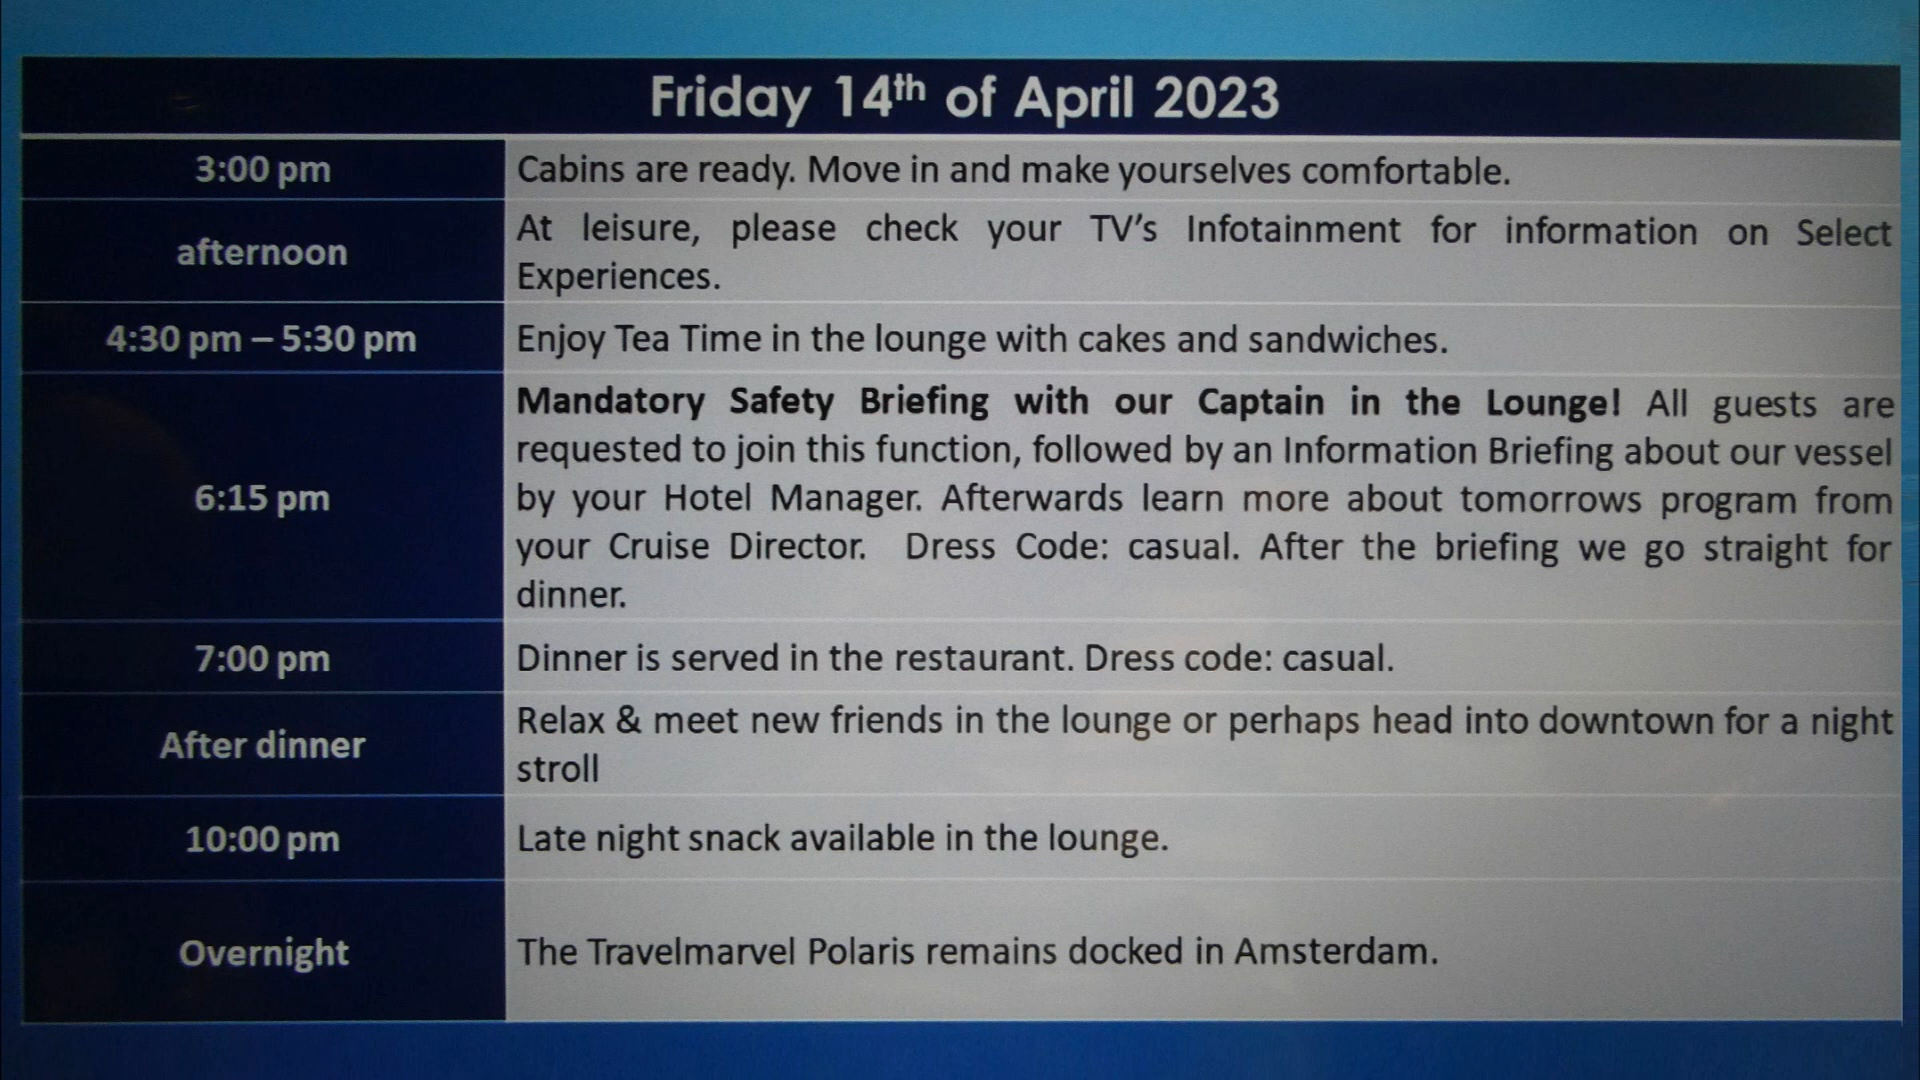 Friday 14th of April 2023
3:00 pm
Cabins are ready. Move in and make yourselves comfortable.
afternoon
At leisure, please check your TV's Infotainment for information on Select
Experiences.
4:30 pm – 5:30 pm
Enjoy Tea Time in the lounge with cakes and sandwiches.
6:15 pm
Mandatory Safety Briefing with our Captain in the Lounge! All guests are
requested to join this function, followed by an Information Briefing about our vessel
by your Hotel Manager. Afterwards learn more about tomorrows program from
your Cruise Director.  Dress Code: casual. After the briefing we go straight for
dinner.
7:00 pm
Dinner is served in the restaurant. Dress code: casual.
After dinner
Relax & meet new friends in the lounge or perhaps head into downtown for a night
stroll
10:00 pm
Late night snack available in the lounge.
Overnight
The Travelmarvel Polaris remains docked in Amsterdam.